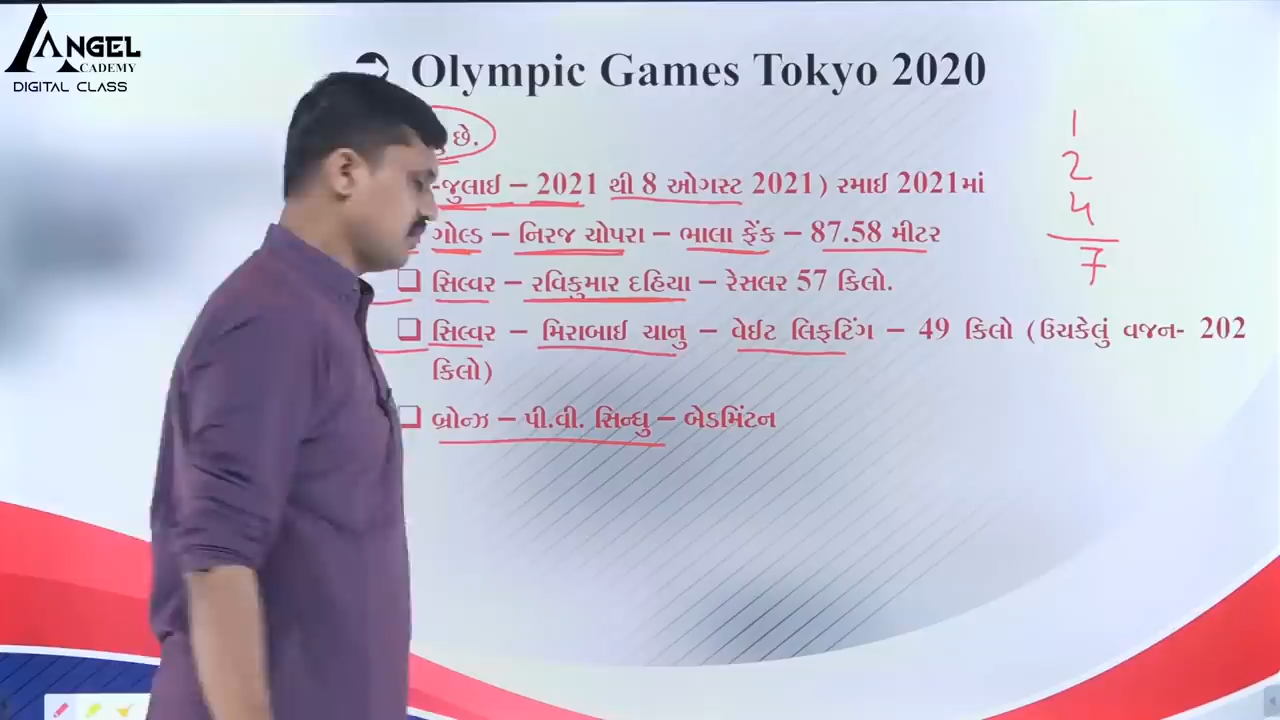 ANGEL
ACADEMY
DIGITAL CLASS
Olympic Games Tokyo 2020
છે.
-જુલાઈ – 2021 થી 8 ઓગસ્ટ 2021) રમાઈ 2021માં
ગોલ્ડ – નિરજ ચોપરા – ભાલા ફેંક – 87.58 મીટર
સિલ્વર – રવિકુમાર દહિયા – રેસલર 57 કિલો.
સિલ્વર – મિરાબાઈ ચાનુ – વેઈટ લિફ્ટિંગ – 49 કિલો (ઉચકેલું વજન- 202
કિલો)
બ્રોન્ઝ – પી.વી. સિન્ધુ – બેડમિંટન
1
2
4
7